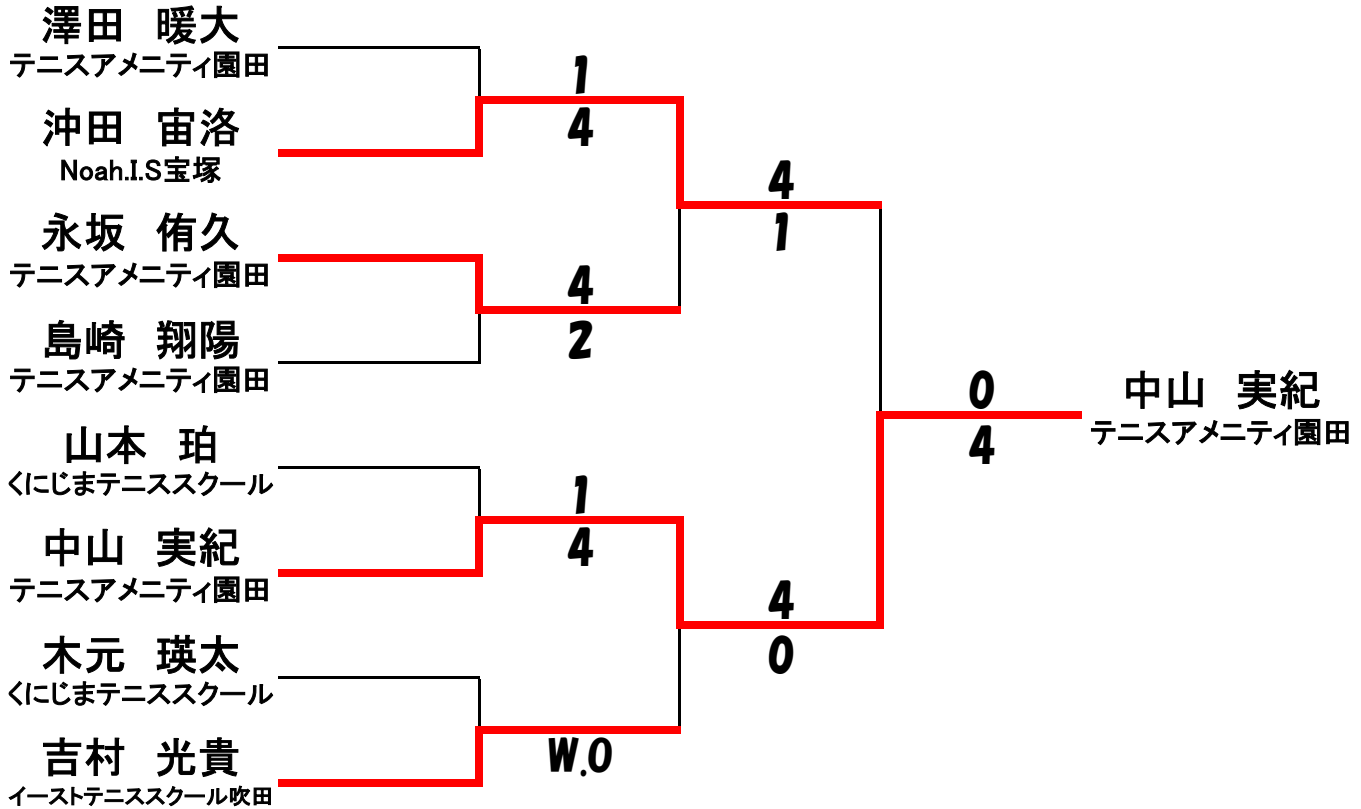 澤田　暖大
テニスアメニティ園田
1
4
沖田　宙洛
Noah.I.S宝塚
4
1
永坂　侑久
テニスアメニティ園田
4
2
島崎　翔陽
テニスアメニティ園田
0
4
中山　実紀
テニスアメニティ園田
山本　珀
くにじまテニススクール
1
4
中山　実紀
テニスアメニティ園田
4
0
木元　瑛太
くにじまテニススクール
W.O
吉村　光貴
イーストテニススクール吹田